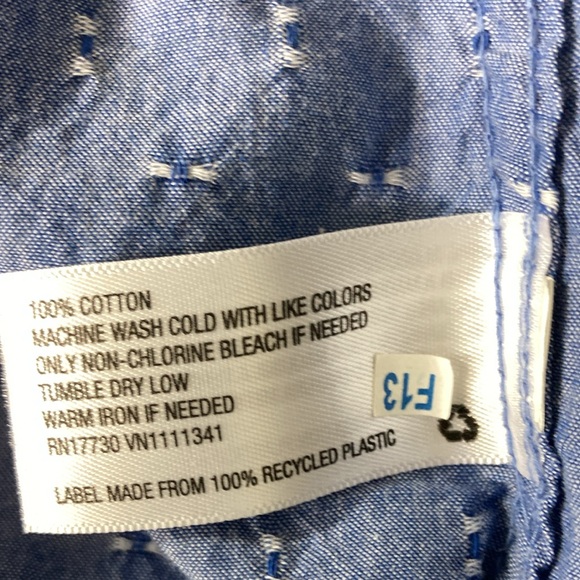 100% COTTON
MACHINE WASH COLD WITH LIKE COLORS
ONLY NON-CHLORINE BLEACH IF NEEDED
TUMBLE DRY LOW
WARM IRON IF NEEDED
RN17730 VN1111341
F13
LABEL MADE FROM 100% RECYCLED PLASTIC